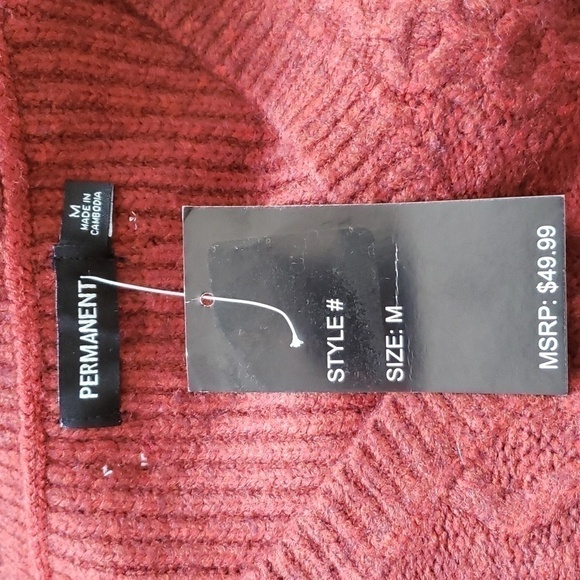 M
MADE IN
CAMBODIA
PERMANENT
STYLE #
SIZE: M
MSRP: $49.99